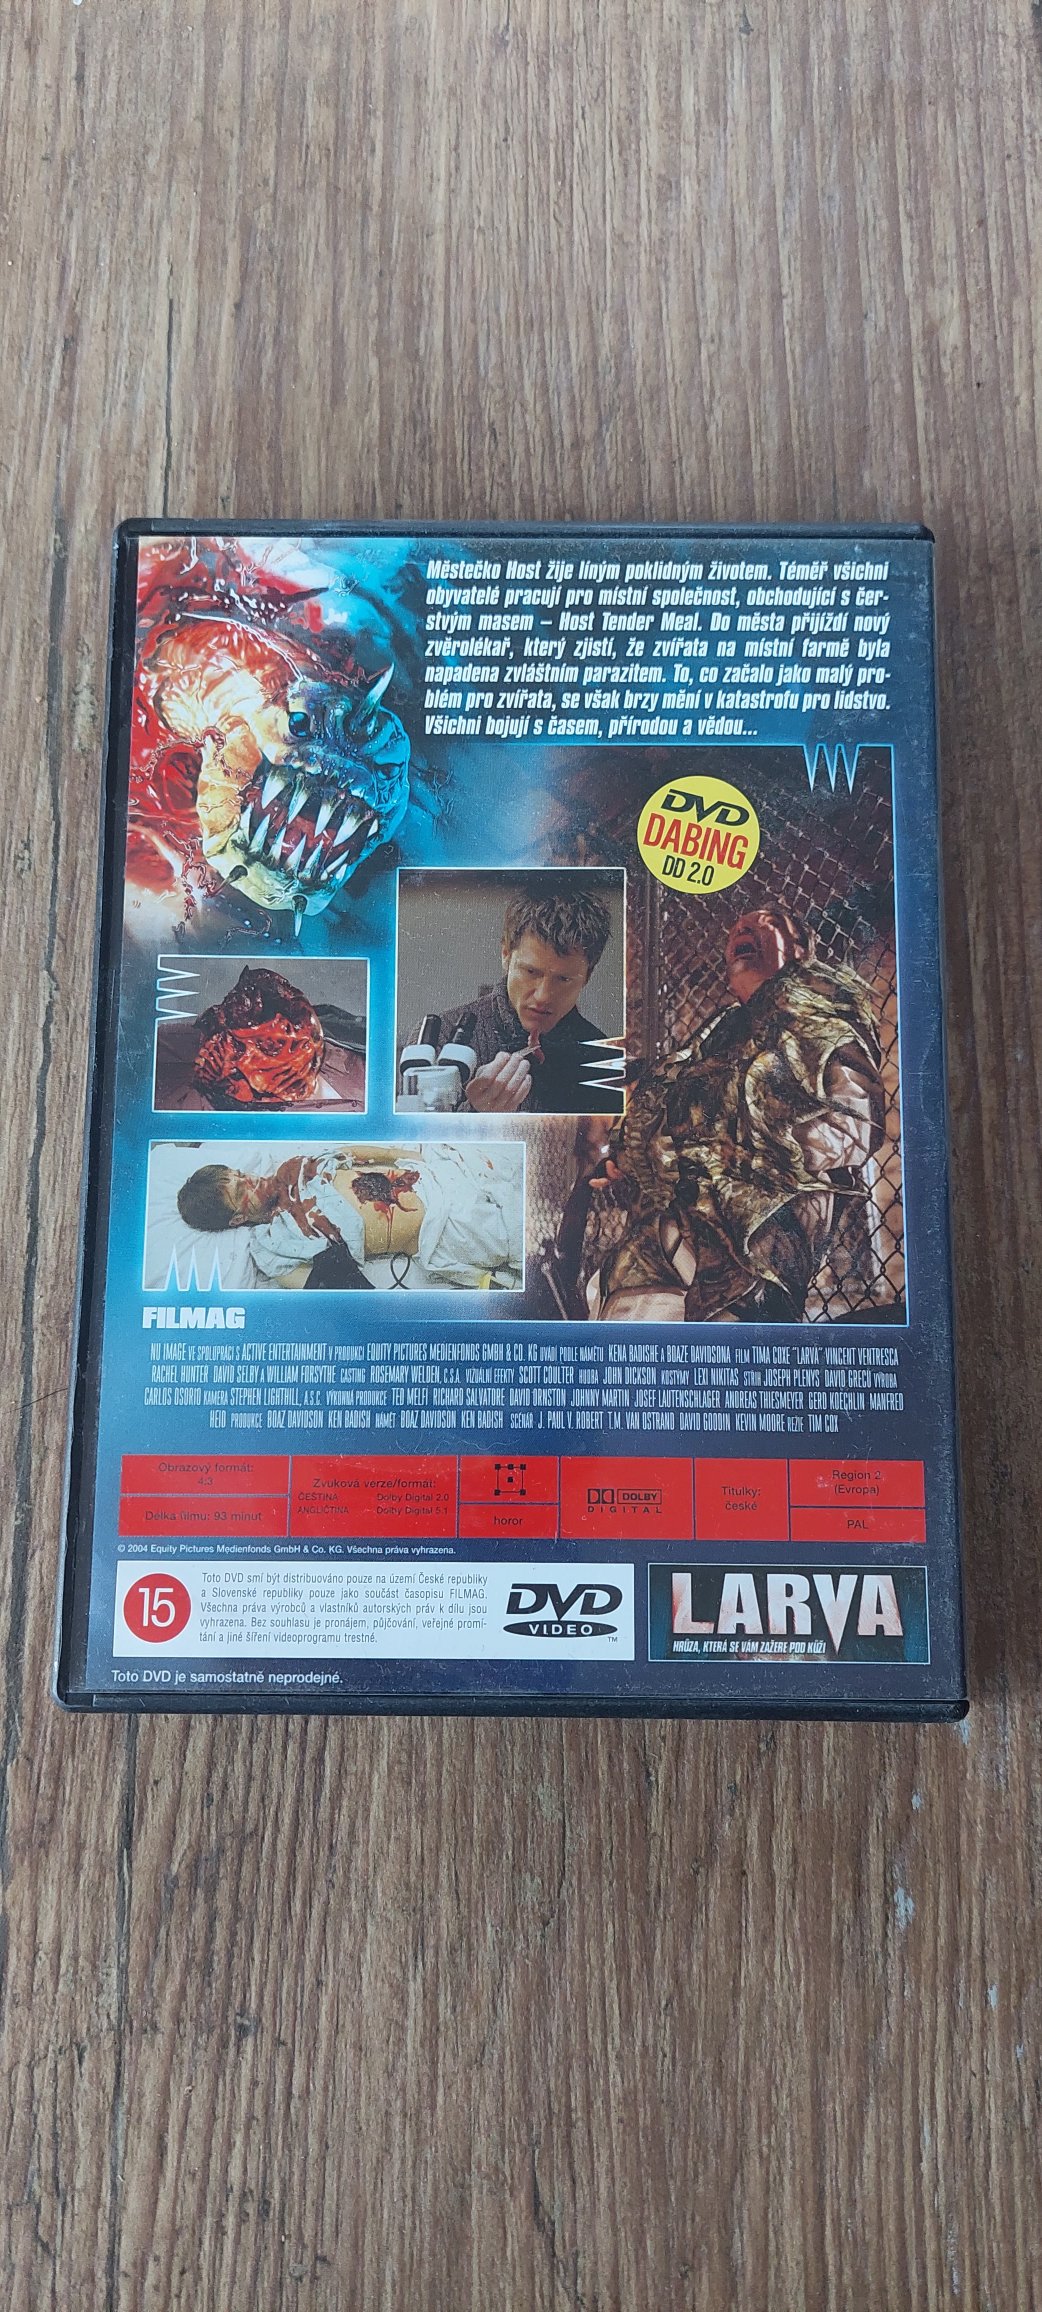 Městečko Host žije líným poklidným životem. Téměř všichni
obyvatelé pracují pro místní společnost, obchodující s čer-
stvým masem – Host Tender Meal. Do města přijíždí nový
zvěrolékař, který zjistí, že zvířata na místní farmě byla
napadena zvláštním parazitem. To, co začalo jako malý pro-
blém pro zvířata, se však brzy mění v katastrofu pro lidstvo.
Všichni bojují s časem, přírodou a vědou...
DVD
DABING
DD 2.0
FILMAG
NU IMAGE VE SPOLUPRÁCI S ACTIVE ENTERTAINMENT V PRODUKCI EQUITY PICTURES MEDIENFONDS GMBH & CO. KG UVÁDÍ PODLE NÁMĚTU KENA BADISHE A BOAZE DAVIDSONA FILM TIMA COXE "LARVA" VINCENT VENTRESCA
RACHEL HUNTER DAVID SELBY A WILLIAM FORSYTHE CASTING ROSEMARY WELDEN, C.S.A. VIZUÁLNÍ EFEKTY SCOTT COULTER HUDBA JOHN DICKSON KOSTÝMY LEXI NIKITAS STŘIH JOSEPH PLENYS DAVID GRECU VÝROBA
CARLOS OSORIO KAMERA STEPHEN LIGHTHILL, A.S.C. VÝKONNÁ PRODUKCE TED MELFI RICHARD SALVATORE DAVID ORNSTON JOHNNY MARTIN JOSEF LAUTENSCHLAGER ANDREAS THIESMEYER GERD KOECHLIN MANFRED
HEID PRODUKCE BOAZ DAVIDSON KEN BADISH NÁMĚT BOAZ DAVIDSON KEN BADISH SCÉNÁŘ J. PAUL V. ROBERT T.M. VAN OSTRAND DAVID GOODIN KEVIN MOORE REŽIE TIM COX
Obrazový formát:
4:3
Délka filmu: 93 minut
Zvuková verze/formát:
ČEŠTINA Dolby Digital 2.0
ANGLIČTINA Dolby Digital 5.1
horor
DOLBY
DIGITAL
Titulky:
české
Region 2
(Evropa)
PAL
© 2004 Equity Pictures Medienfonds GmbH & Co. KG. Všechna práva vyhrazena.
15
Toto DVD smí být distribuováno pouze na území České republiky
a Slovenské republiky pouze jako součást časopisu FILMAG.
Všechna práva výrobců a vlastníků autorských práv k dílu jsou
vyhrazena. Bez souhlasu je pronájem, půjčování, veřejné promí-
tání a jiné šíření videoprogramu trestné.
DVD
VIDEO
TM
LARVA
HRŮZA, KTERÁ SE VÁM ZAŽERE POD KŮŽI
Toto DVD je samostatně neprodejné.